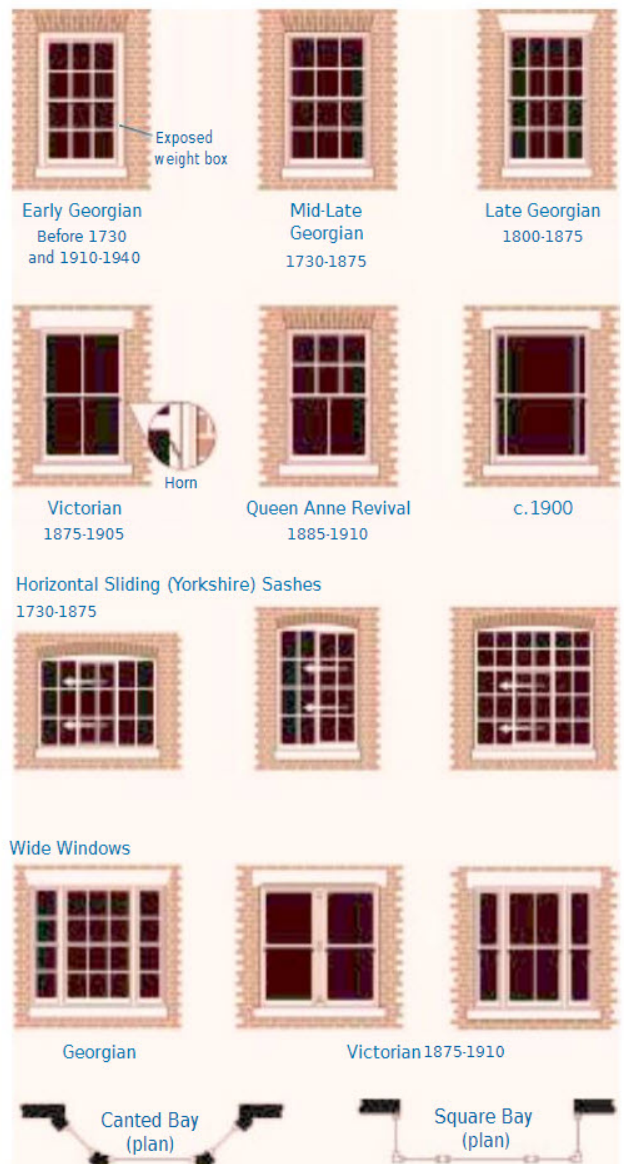 Exposed
weight box
Early Georgian
Before 1730
and 1910-1940
Mid-Late
Georgian
1730-1875
Late Georgian
1800-1875
Horn
Victorian
1875-1905
Queen Anne Revival
1885-1910
c.1900
Horizontal Sliding (Yorkshire) Sashes
1730-1875
Wide Windows
Georgian
Victorian 1875-1910
Canted Bay
(plan)
Square Bay
(plan)